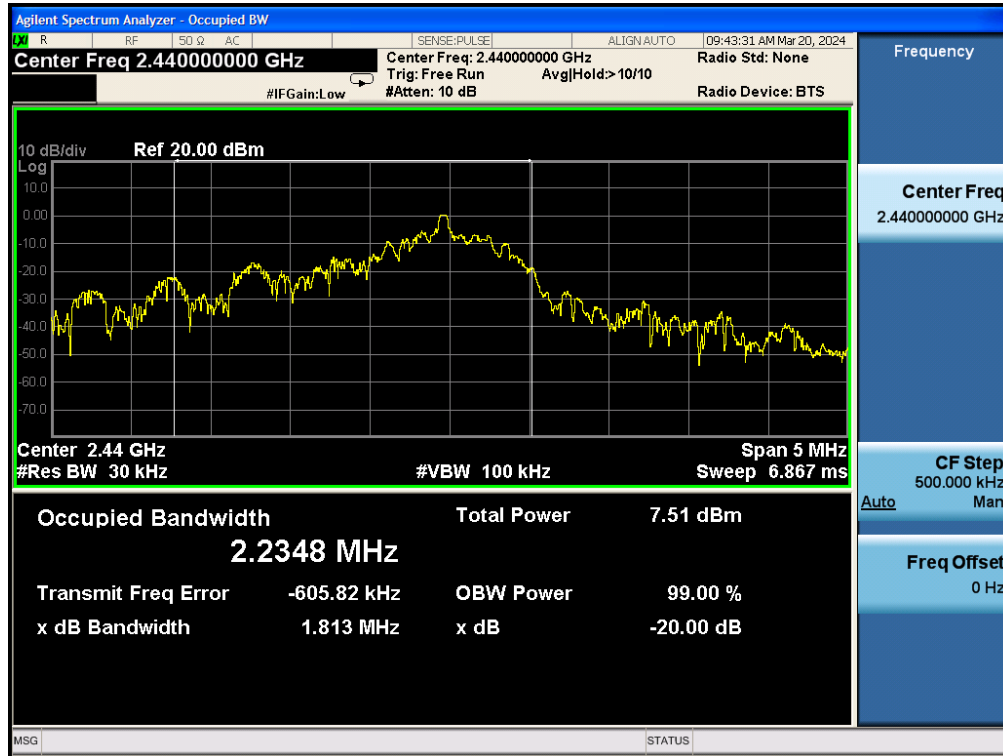 Agilent Spectrum Analyzer - Occupied BW
LXI R RF 50 Ω AC SENSE:PULSE ALIGN AUTO 09:43:31 AM Mar 20, 2024
Center Freq 2.440000000 GHz
Center Freq: 2.440000000 GHz
Radio Std: None
Trig: Free Run Avg|Hold:>10/10
#IFGain:Low
#Atten: 10 dB
Radio Device: BTS
10 dB/div Ref 20.00 dBm
Log
10.0
0.00
-10.0
-20.0
-30.0
-40.0
-50.0
-60.0
-70.0
Center 2.44 GHz Span 5 MHz
#Res BW 30 kHz #VBW 100 kHz Sweep 6.867 ms
Occupied Bandwidth Total Power 7.51 dBm
2.2348 MHz
Transmit Freq Error -605.82 kHz OBW Power 99.00 %
x dB Bandwidth 1.813 MHz x dB -20.00 dB
MSG STATUS
Frequency
Center Freq
2.440000000 GHz
CF Step
500.000 kHz
Auto Man
Freq Offset
0 Hz